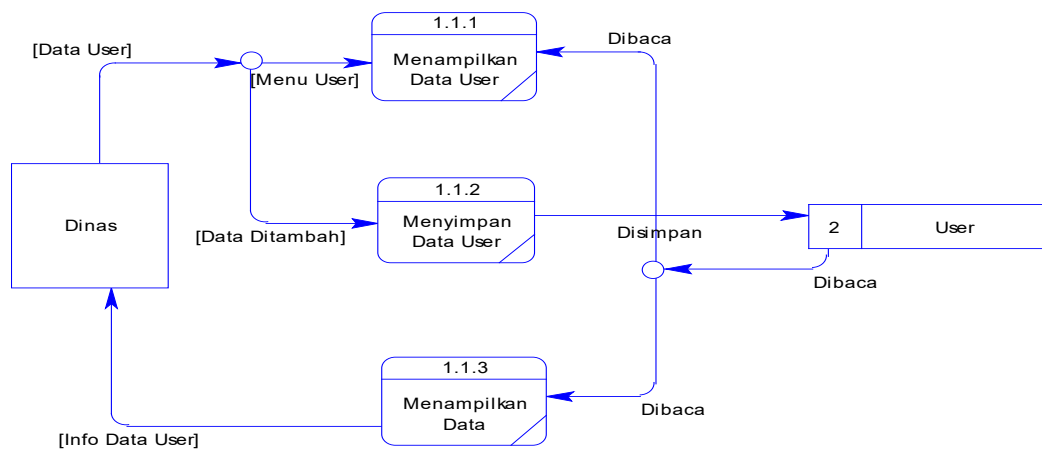 [Data User]
1.1.1
Menampilkan
Data User
Dibaca
[Menu User]
Dinas
1.1.2
Menyimpan
Data User
[Data Ditambah]
Disimpan
2
User
Dibaca
1.1.3
Menampilkan
Data
Dibaca
[Info Data User]